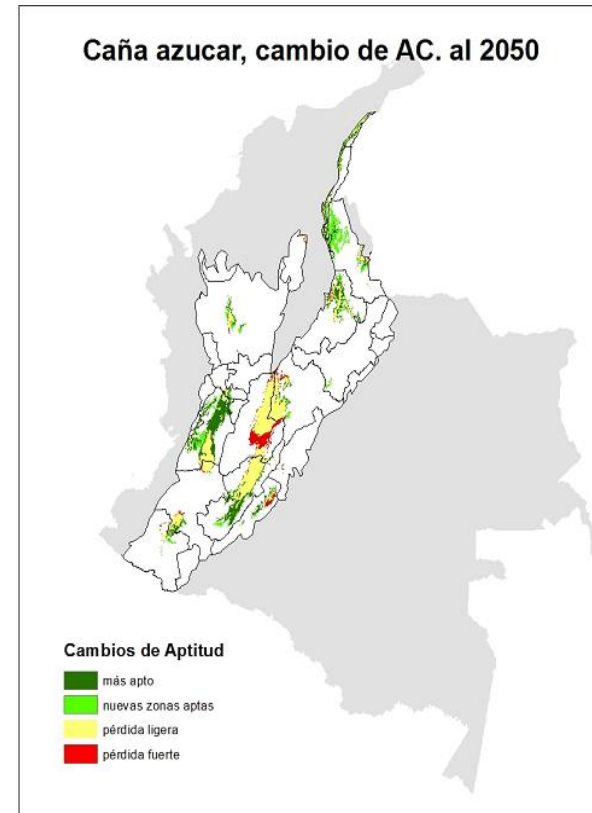 Caña azucar, cambio de AC. al 2050
Cambios de Aptitud
más apto
nuevas zonas aptas
pérdida ligera
pérdida fuerte